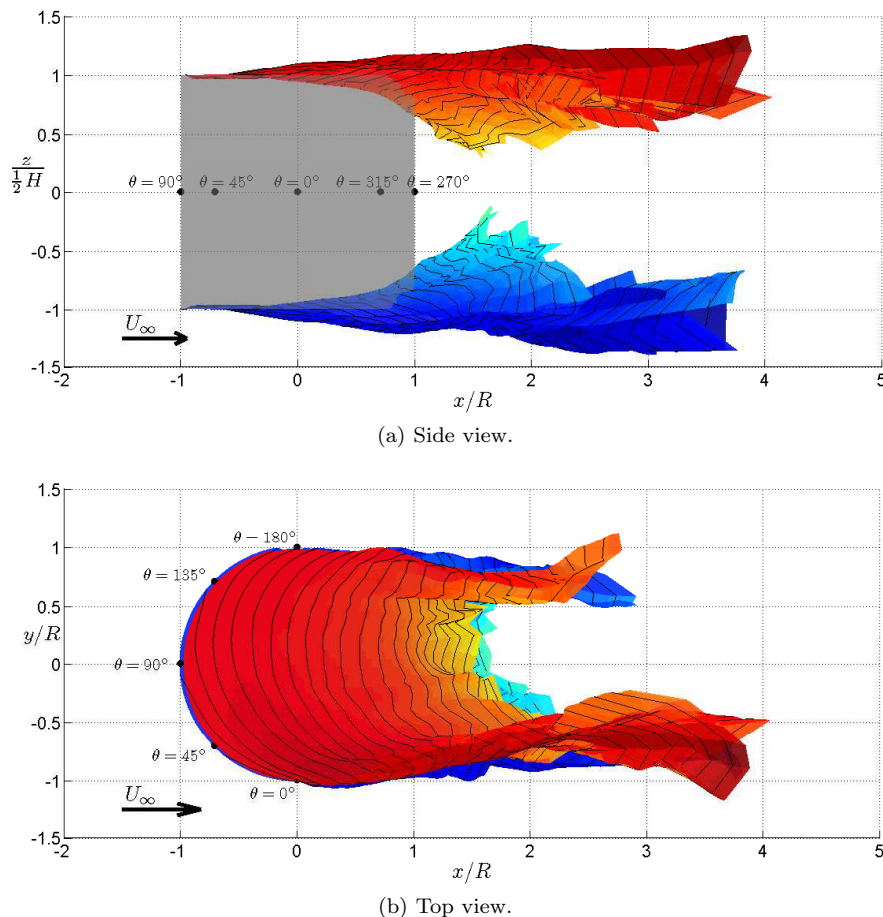 1.5
1
0.5
z
½H
0
-0.5
-1
-1.5
θ = 90° θ = 45° θ = 0° θ = 315° θ = 270°
U∞
-2 -1 0 1 2 3 4 5
x/R
(a) Side view.
1.5
1
0.5
y/R
0
-0.5
-1
-1.5
θ − 180°
θ = 135°
θ = 90°
θ = 45°
θ = 0°
U∞
-2 -1 0 1 2 3 4 5
x/R
(b) Top view.